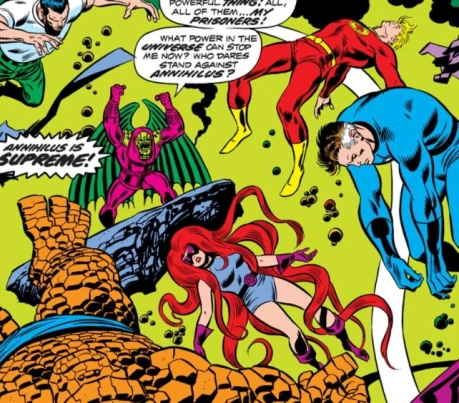 POWERFUL THING! ALL,
ALL OF THEM...MY
PRISONERS!
WHAT POWER IN THE
UNIVERSE CAN STOP
ME NOW? WHO DARES
STAND AGAINST
ANNIHILUS?
ANNIHILUS IS
SUPREME!